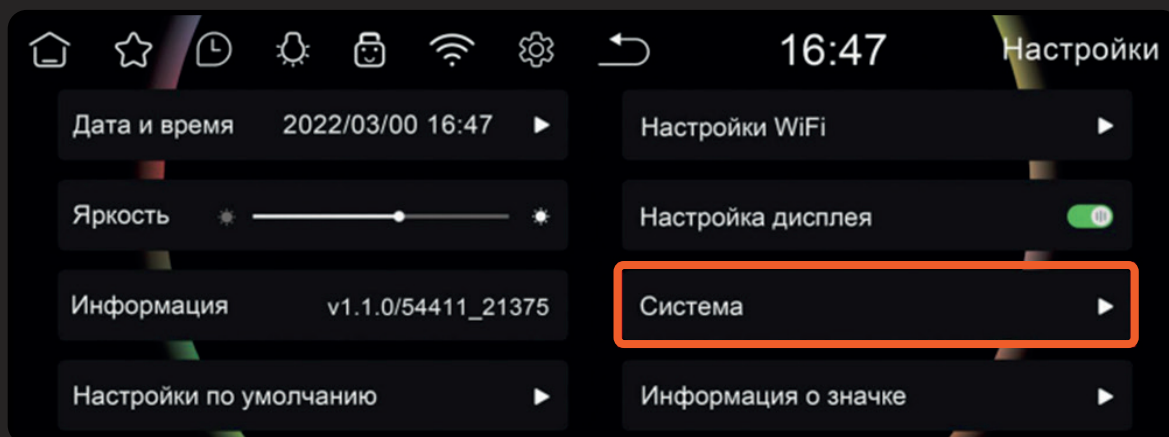 16:47 Настройки
Дата и время 2022/03/00 16:47
Настройки WiFi
Яркость
Настройка дисплея
Информация v1.1.0/54411_21375
Система
Настройки по умолчанию
Информация о значке